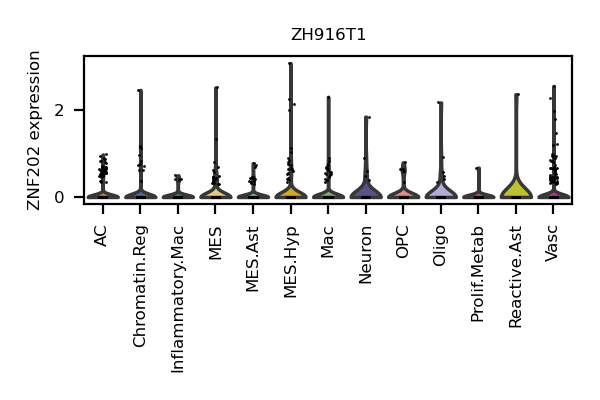 ZH916T1
ZNF202 expression
2
0
AC
Chromatin.Reg
Inflammatory.Mac
MES
MES.Ast
MES.Hyp
Mac
Neuron
OPC
Oligo
Prolif.Metab
Reactive.Ast
Vasc